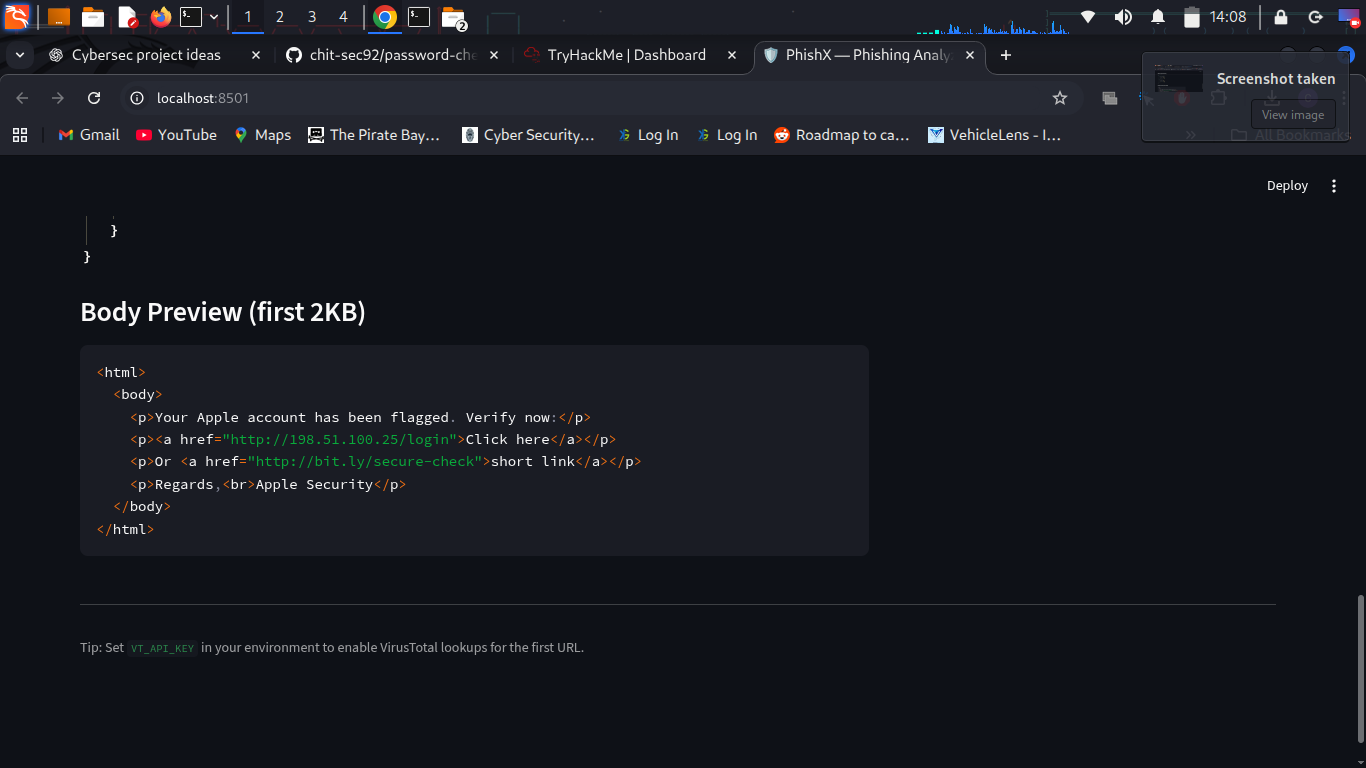 1 2 3 4 2 14:08
Cybersec project ideas chit-sec92/password-che TryHackMe | Dashboard PhishX — Phishing Analy
Screenshot taken
localhost:8501
View image
Gmail YouTube Maps The Pirate Bay... Cyber Security... Log In Log In Roadmap to ca... VehicleLens - I... » All Bookmarks
Deploy
}
}
Body Preview (first 2KB)
<html>
<body>
<p>Your Apple account has been flagged. Verify now:</p>
<p><a href="http://198.51.100.25/login">Click here</a></p>
<p>Or <a href="http://bit.ly/secure-check">short link</a></p>
<p>Regards,<br>Apple Security</p>
</body>
</html>
Tip: Set VT_API_KEY in your environment to enable VirusTotal lookups for the first URL.